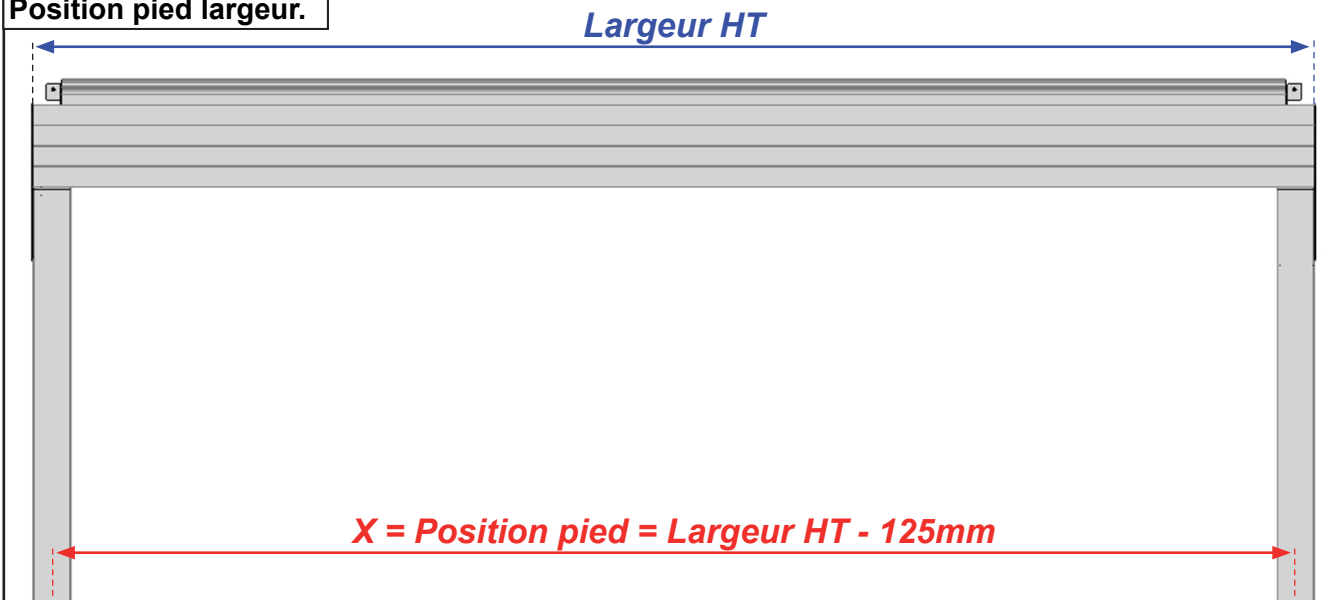 Position pied largeur.
Largeur HT
X = Position pied = Largeur HT - 125mm